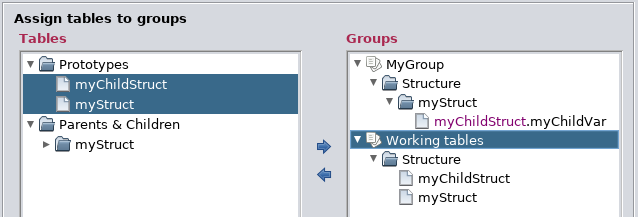 Assign tables to groups
Tables
Prototypes
myChildStruct
myStruct
Parents & Children
myStruct
Groups
MyGroup
Structure
myStruct
myChildStruct.myChildVar
Working tables
Structure
myChildStruct
myStruct